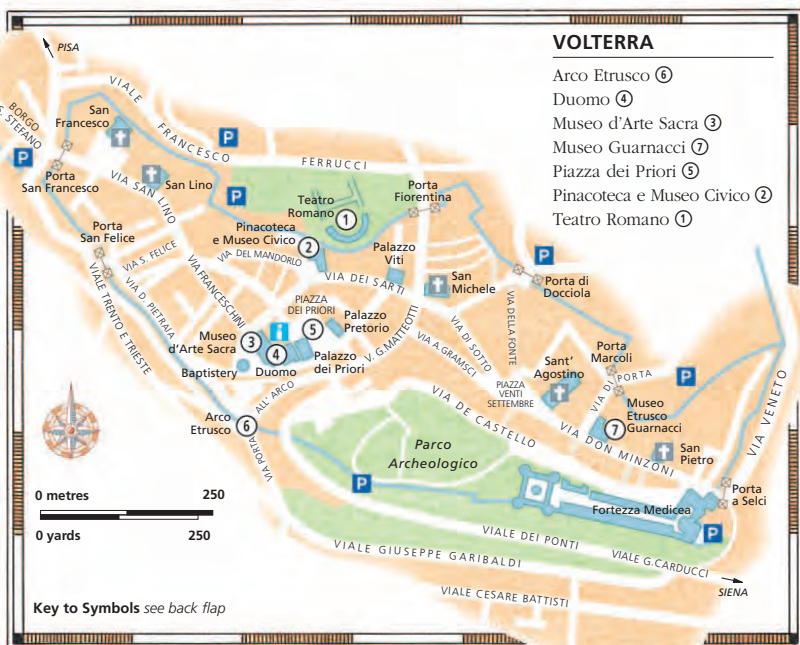 VOLTERRA
Arco Etrusco ⑥
Duomo ④
Museo d'Arte Sacra ③
Museo Guarnacci ⑦
Piazza dei Priori ⑤
Pinacoteca e Museo Civico ②
Teatro Romano ①
PISA
BORGO
S. STEFANO
San
Francesco
VIALE FRANCESCO FERRUCCI
P
P
P
Porta
San Francesco
VIA SAN LINO
San Lino
Teatro
Romano
1
Porta
Fiorentina
Pinacoteca
e Museo Civico
2
Porta
San Felice
VIA S. FELICE
VIA DEL MANDORLO
VIA DEI SARTI
Palazzo
Viti
San
Michele
P
Porta di
Docciola
VIALE TRENTO E TRIESTE
VIA D. PIETRAIA
VIA FRANCESCHINI
PIAZZA
DEI PRIORI
i
5
Palazzo
Pretorio
V. G.MATTEOTTI
VIA A.GRAMSCI
VIA DI SOTTO
VIA DELLA FONTE
Museo
d'Arte Sacra
3
4
Baptistery
Duomo
Palazzo
dei Priori
Sant'
Agostino
Porta
Marcoli
VIA DI PORTA
P
PIAZZA
VENTI
SETTEMBRE
Museo
Etrusco
Guarnacci
7
Arco
Etrusco
6
VIA PORTA ALL' ARCO
VIA DE CASTELLO
VIA DON MINZONI
San
Pietro
VIA VENETO
Parco
Archeologico
P
Fortezza Medicea
Porta
a Selci
P
VIALE DEI PONTI
VIALE GIUSEPPE GARIBALDI
VIALE G.CARDUCCI
SIENA
VIALE CESARE BATTISTI
0 metres 250
0 yards 250
Key to Symbols see back flap